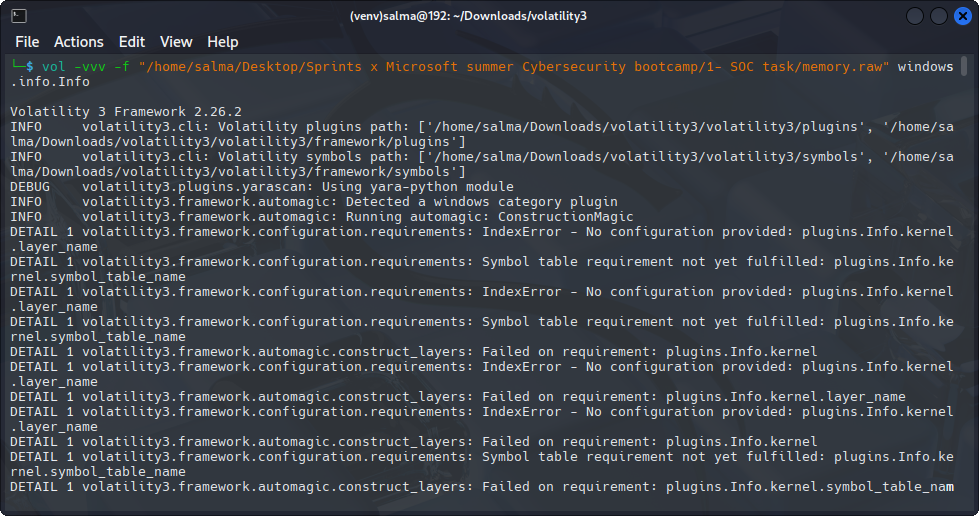 (venv)salma@192: ~/Downloads/volatility3
File Actions Edit View Help
└─$ vol -vvv -f "/home/salma/Desktop/Sprints x Microsoft summer Cybersecurity bootcamp/1- SOC task/memory.raw" windows
.info.Info
Volatility 3 Framework 2.26.2
INFO     volatility3.cli: Volatility plugins path: ['/home/salma/Downloads/volatility3/volatility3/plugins', '/home/sa
lma/Downloads/volatility3/volatility3/framework/plugins']
INFO     volatility3.cli: Volatility symbols path: ['/home/salma/Downloads/volatility3/volatility3/symbols', '/home/sa
lma/Downloads/volatility3/volatility3/framework/symbols']
DEBUG    volatility3.plugins.yarascan: Using yara-python module
INFO     volatility3.framework.automagic: Detected a windows category plugin
INFO     volatility3.framework.automagic: Running automagic: ConstructionMagic
DETAIL 1 volatility3.framework.configuration.requirements: IndexError - No configuration provided: plugins.Info.kernel
.layer_name
DETAIL 1 volatility3.framework.configuration.requirements: Symbol table requirement not yet fulfilled: plugins.Info.ke
rnel.symbol_table_name
DETAIL 1 volatility3.framework.configuration.requirements: IndexError - No configuration provided: plugins.Info.kernel
.layer_name
DETAIL 1 volatility3.framework.configuration.requirements: Symbol table requirement not yet fulfilled: plugins.Info.ke
rnel.symbol_table_name
DETAIL 1 volatility3.framework.automagic.construct_layers: Failed on requirement: plugins.Info.kernel
DETAIL 1 volatility3.framework.configuration.requirements: IndexError - No configuration provided: plugins.Info.kernel
.layer_name
DETAIL 1 volatility3.framework.automagic.construct_layers: Failed on requirement: plugins.Info.kernel.layer_name
DETAIL 1 volatility3.framework.configuration.requirements: IndexError - No configuration provided: plugins.Info.kernel
.layer_name
DETAIL 1 volatility3.framework.automagic.construct_layers: Failed on requirement: plugins.Info.kernel
DETAIL 1 volatility3.framework.configuration.requirements: Symbol table requirement not yet fulfilled: plugins.Info.ke
rnel.symbol_table_name
DETAIL 1 volatility3.framework.automagic.construct_layers: Failed on requirement: plugins.Info.kernel.symbol_table_nam